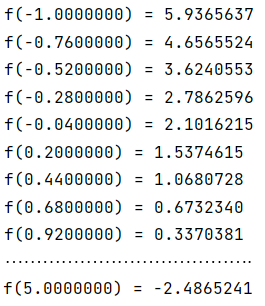 f(-1.0000000) = 5.9365637
f(-0.7600000) = 4.6565524
f(-0.5200000) = 3.6240553
f(-0.2800000) = 2.7862596
f(-0.0400000) = 2.1016215
f(0.2000000) = 1.5374615
f(0.4400000) = 1.0680728
f(0.6800000) = 0.6732340
f(0.9200000) = 0.3370381
..........................................
f(5.0000000) = -2.4865241